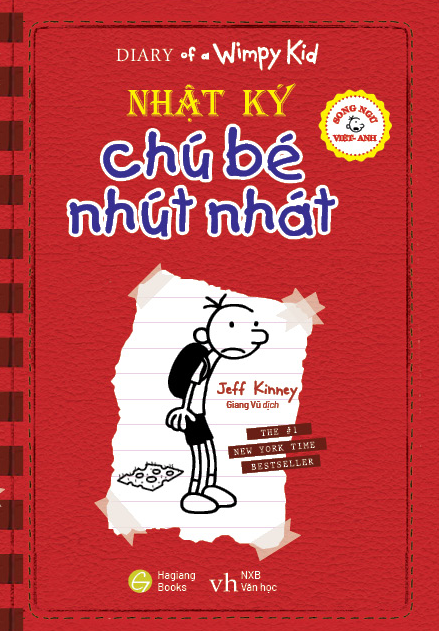 DIARY of a Wimpy Kid
NHẬT KÝ
SONG NGỮ
VIỆT - ANH
chú bé
nhút nhát
Jeff Kinney
Giang Vũ dịch
THE #1
NEW YORK TIME
BESTSELLER
Hagiang
Books
vh
NXB
Văn học